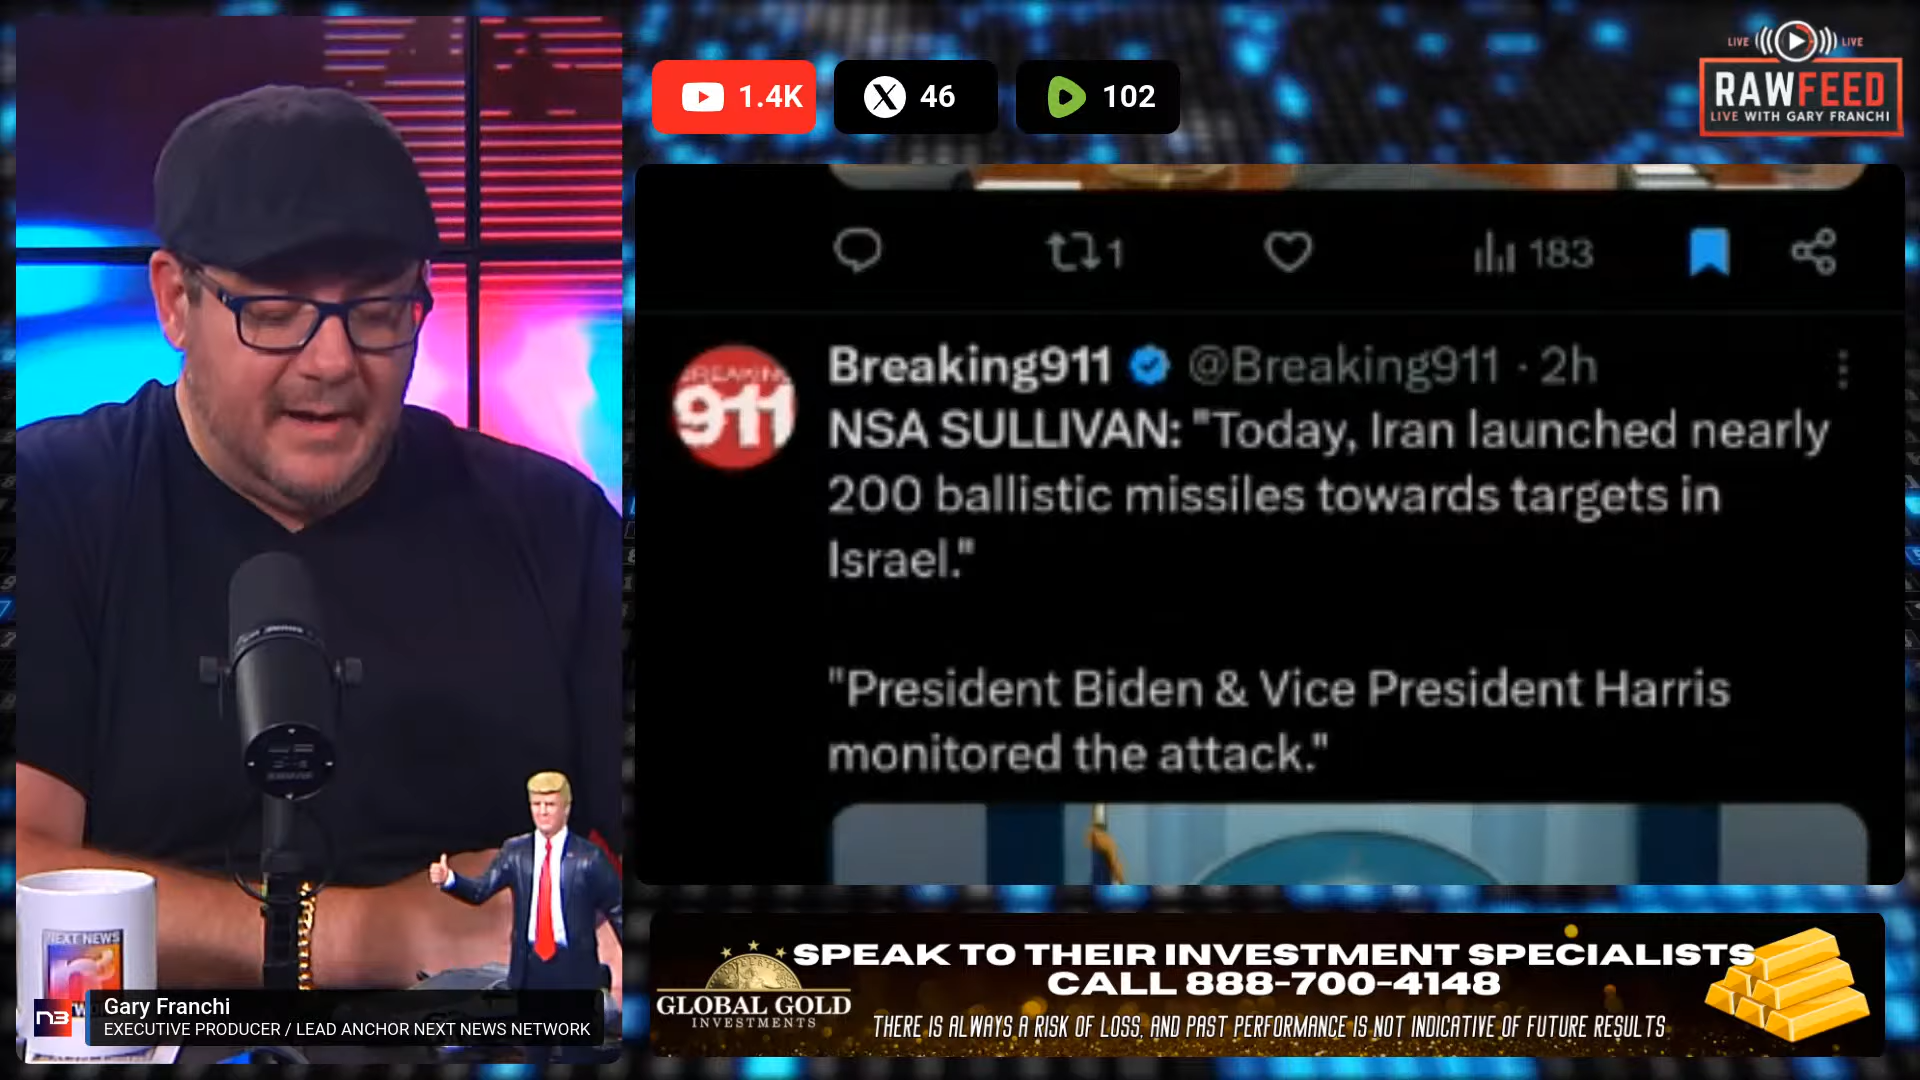 1.4K
46
102
LIVE
LIVE
RAWFEED
LIVE WITH GARY FRANCHI
1
183
BREAKING
911
Breaking911 @Breaking911 · 2h
NSA SULLIVAN: "Today, Iran launched nearly
200 ballistic missiles towards targets in
Israel."
"President Biden & Vice President Harris
monitored the attack."
NEXT NEWS
n3
Gary Franchi
EXECUTIVE PRODUCER / LEAD ANCHOR NEXT NEWS NETWORK
GLOBAL GOLD
INVESTMENTS
SPEAK TO THEIR INVESTMENT SPECIALISTS
CALL 888-700-4148
THERE IS ALWAYS A RISK OF LOSS, AND PAST PERFORMANCE IS NOT INDICATIVE OF FUTURE RESULTS